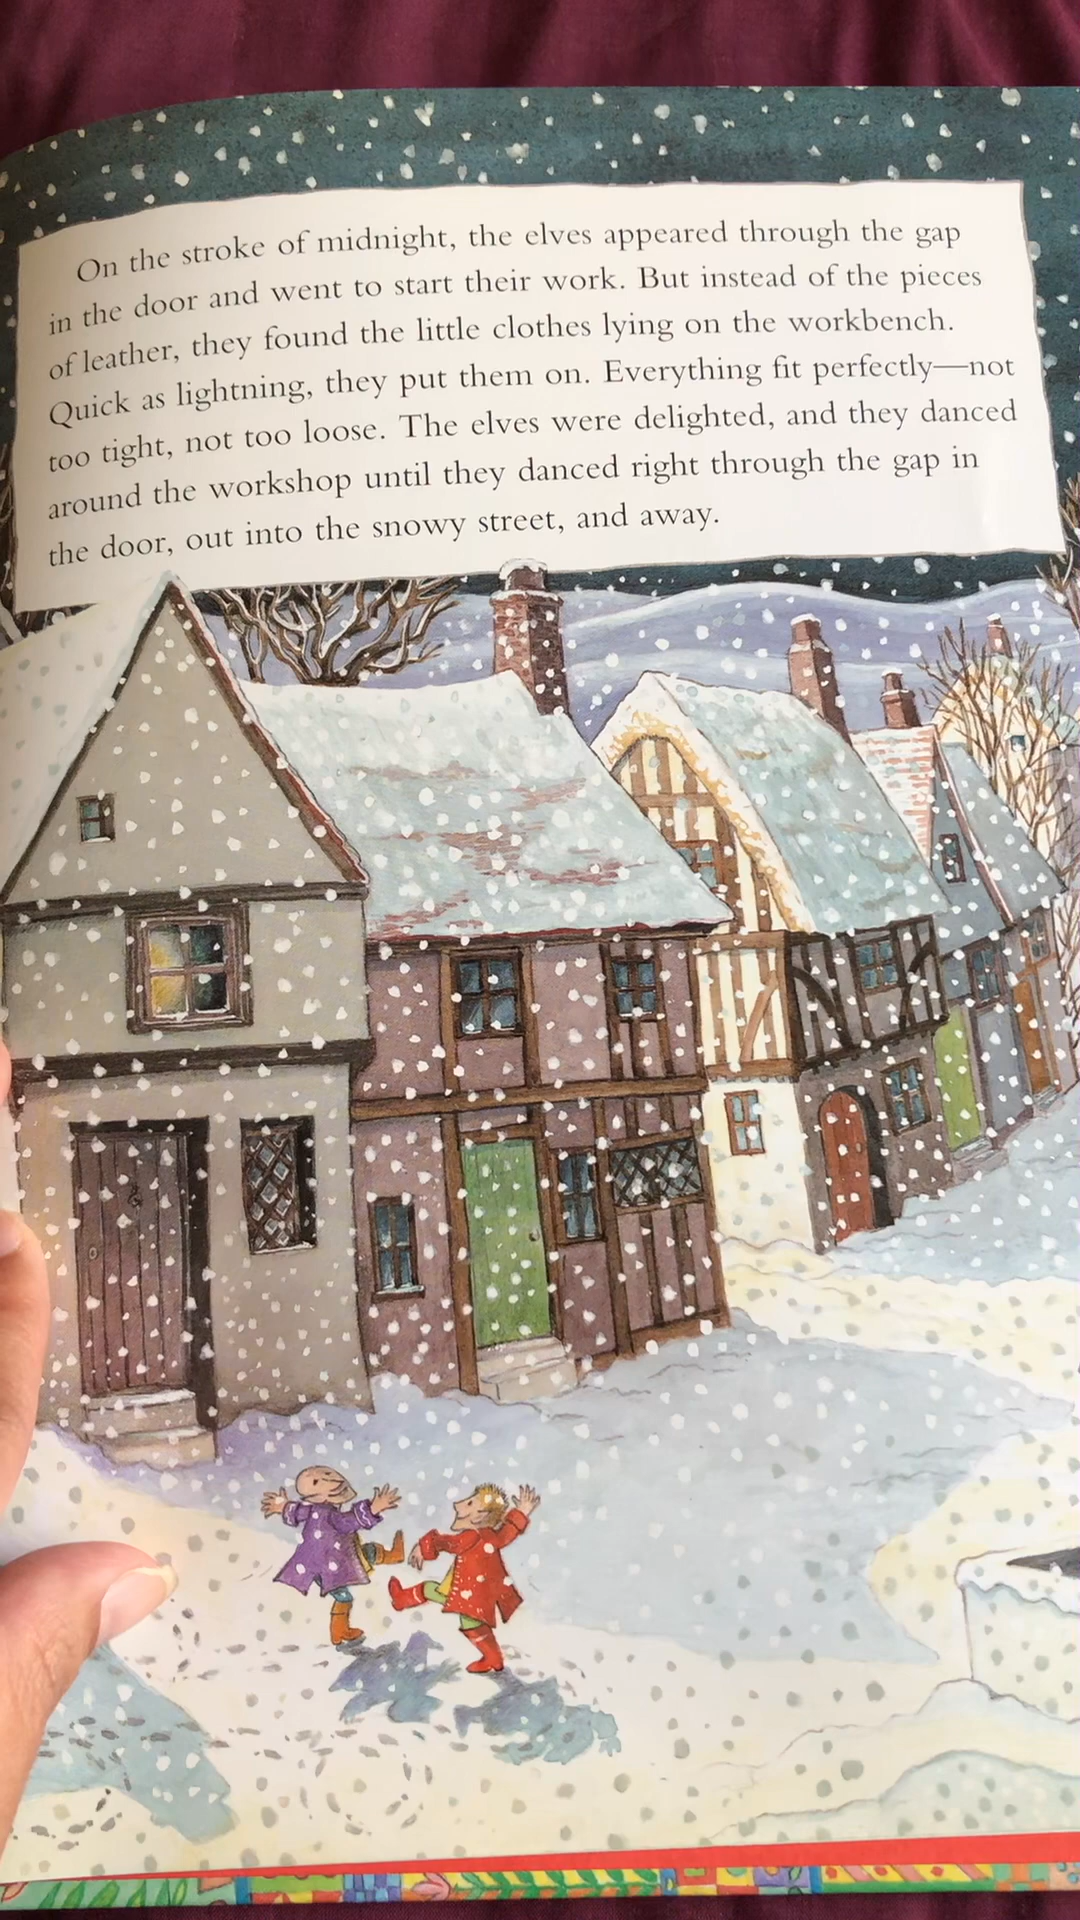 On the stroke of midnight, the elves appeared through the gap
in the door and went to start their work. But instead of the pieces
of leather, they found the little clothes lying on the workbench.
Quick as lightning, they put them on. Everything fit perfectly—not
too tight, not too loose. The elves were delighted, and they danced
around the workshop until they danced right through the gap in
the door, out into the snowy street, and away.